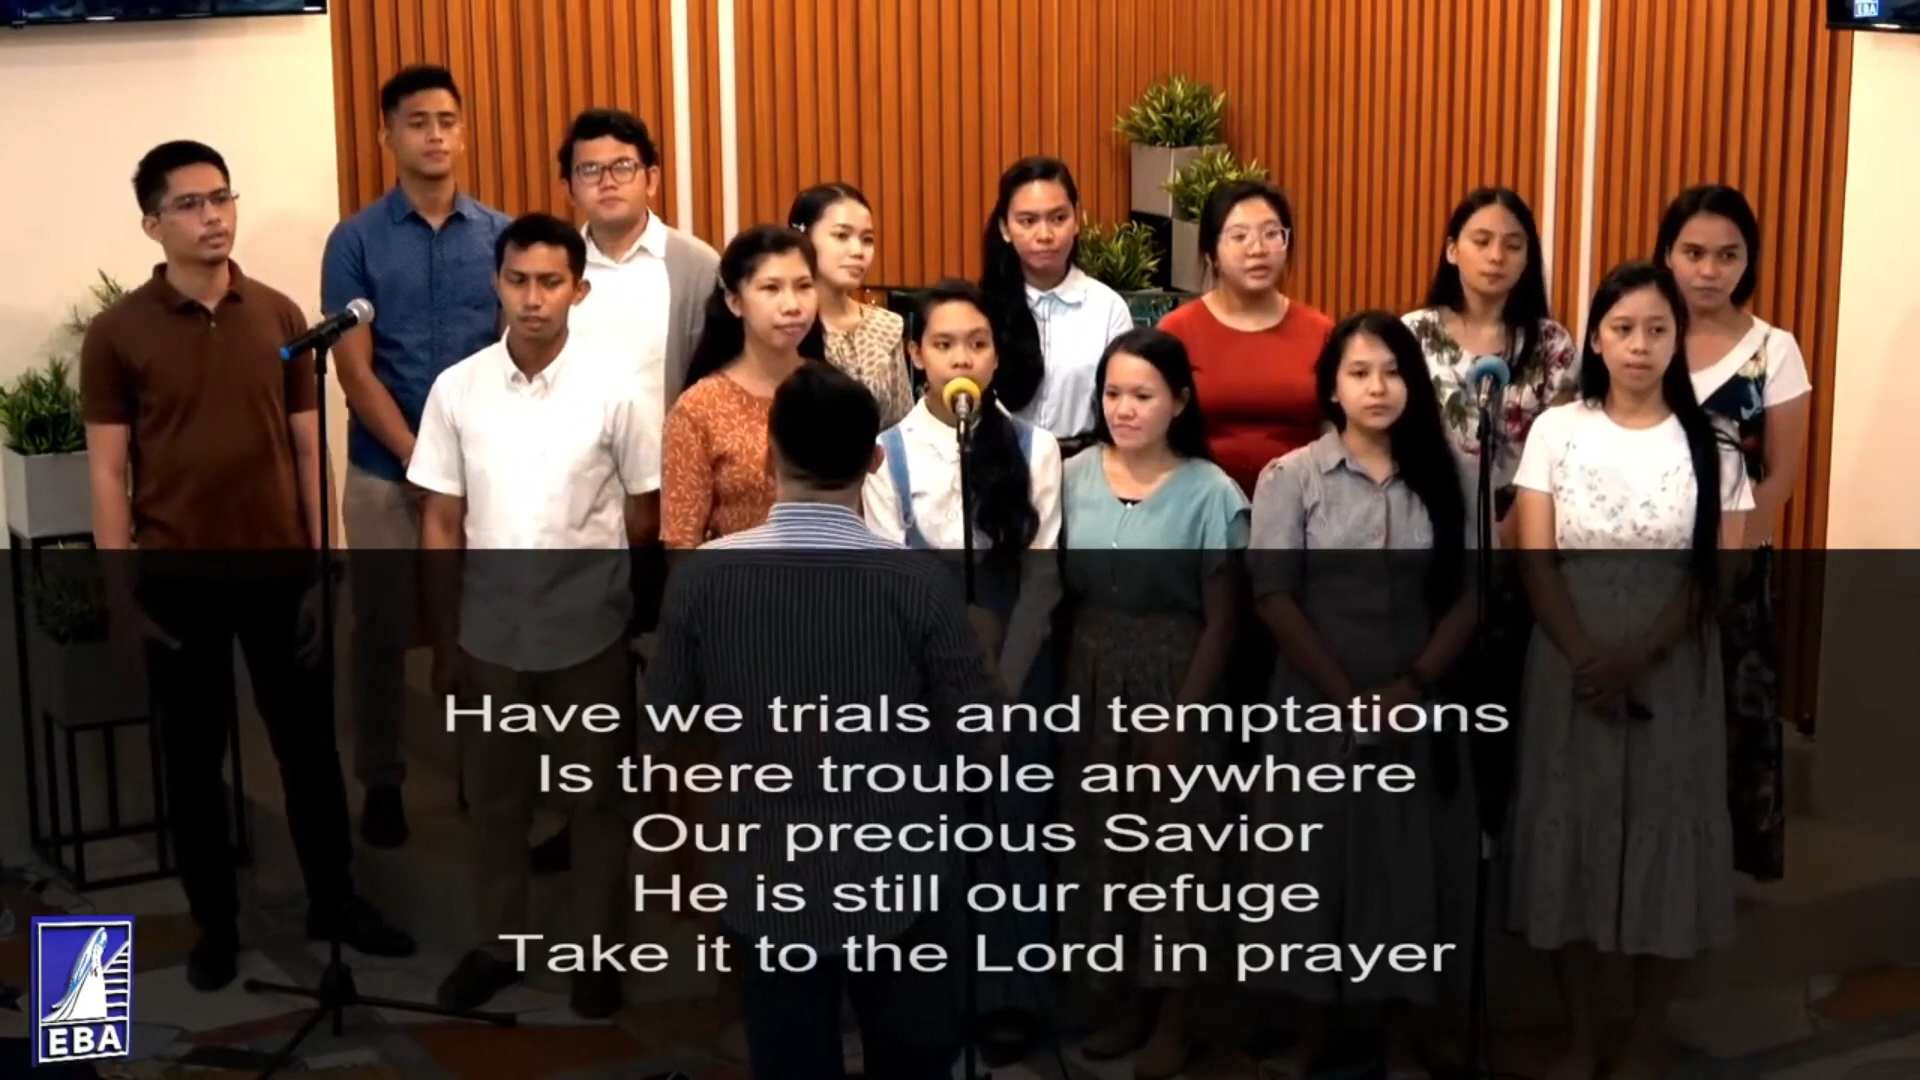 Have we trials and temptations
Is there trouble anywhere
Our precious Savior
He is still our refuge
Take it to the Lord in prayer
EBA
EBA